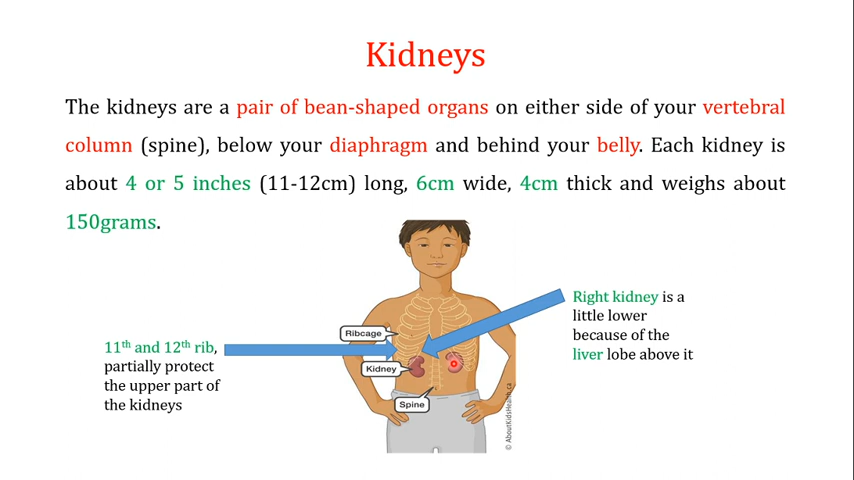 Kidneys
The kidneys are a pair of bean-shaped organs on either side of your vertebral
column (spine), below your diaphragm and behind your belly. Each kidney is
about 4 or 5 inches (11-12cm) long, 6cm wide, 4cm thick and weighs about
150grams.
Right kidney is a
little lower
because of the
liver lobe above it
11th and 12th rib,
partially protect
the upper part of
the kidneys
Ribcage
Kidney
Spine
© AboutKidsHealth.ca